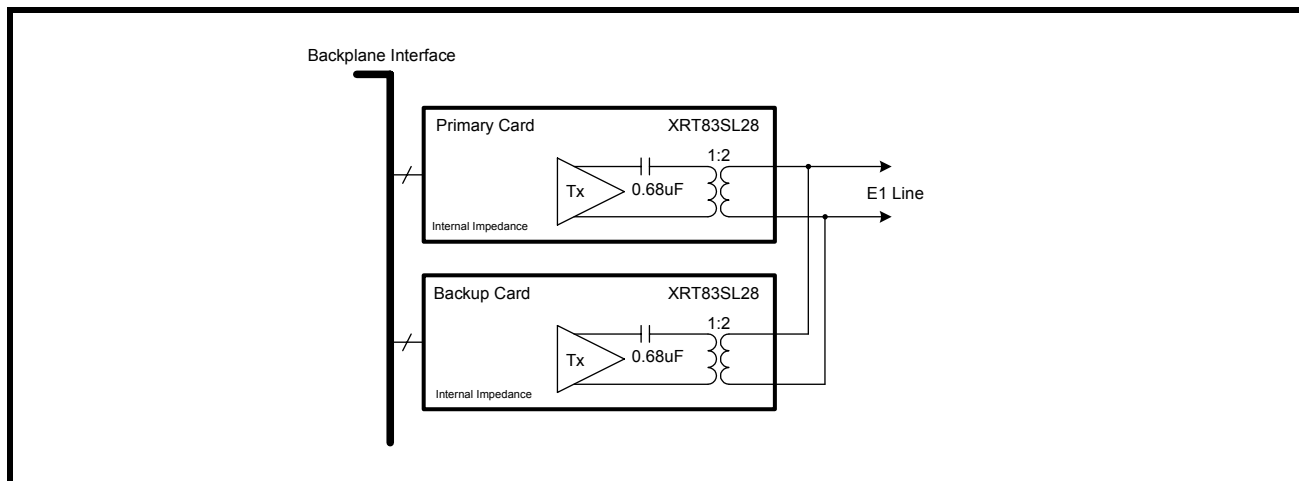 Backplane Interface
Primary Card XRT83SL28
1:2
Tx
0.68uF
E1 Line
Internal Impedance
Backup Card XRT83SL28
1:2
Tx
0.68uF
Internal Impedance